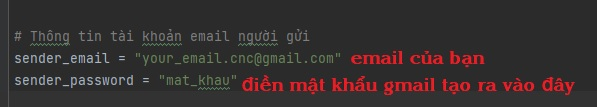 # Thông tin tài khoản email người gửi
sender_email = "your_email.cnc@gmail.com" email của bạn
sender_password = "mat_khau" điền mật khẩu gmail tạo ra vào đây